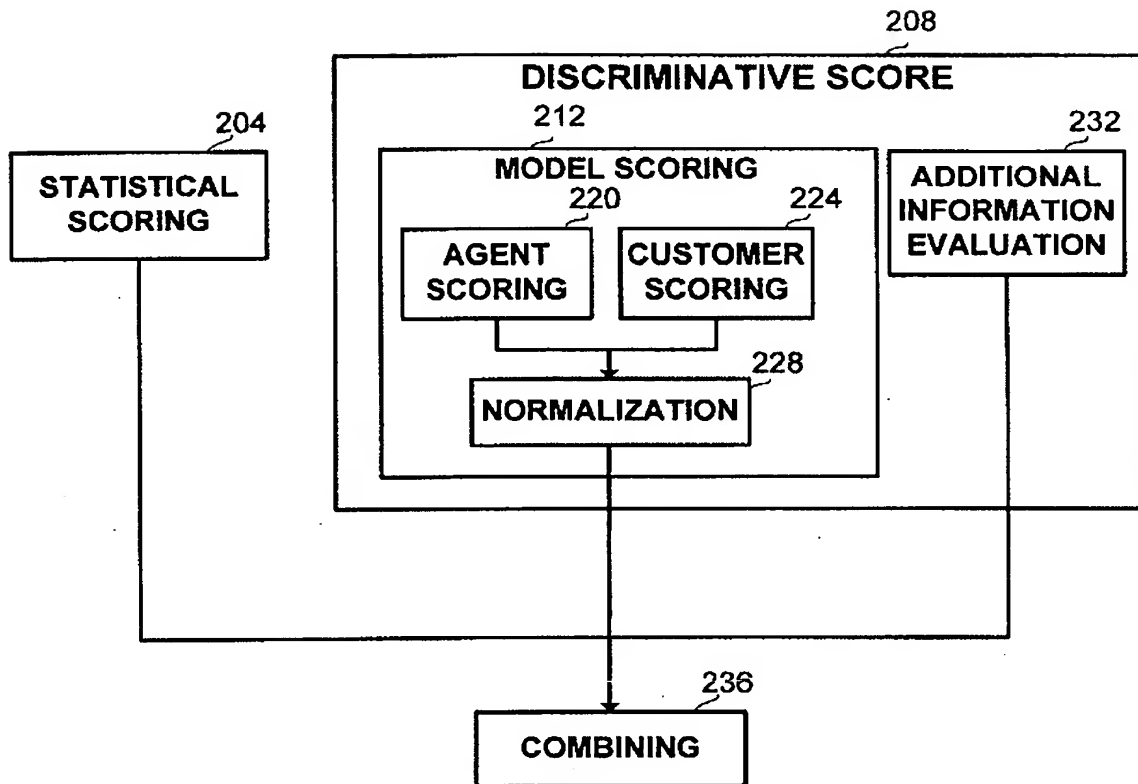 208
DISCRIMINATIVE SCORE
204
STATISTICAL
SCORING
212
MODEL SCORING
232
ADDITIONAL
INFORMATION
EVALUATION
220
AGENT
SCORING
224
CUSTOMER
SCORING
228
NORMALIZATION
236
COMBINING